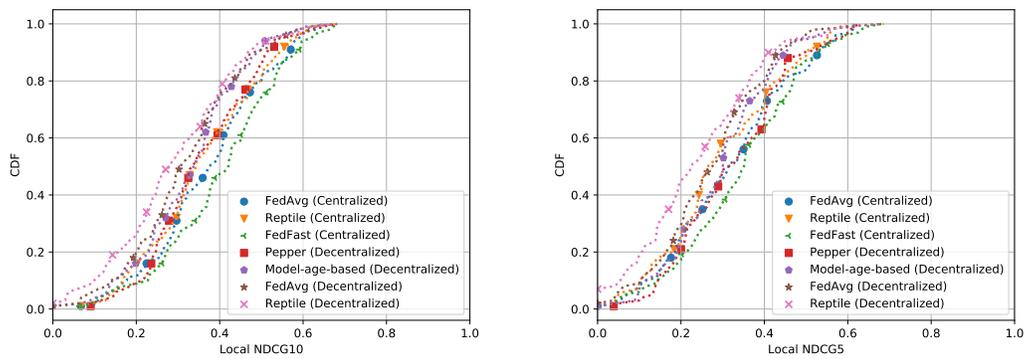 1.0
0.8
0.6
0.4
0.2
0.0
CDF
0.0 0.2 0.4 0.6 0.8 1.0
Local NDCG10
FedAvg (Centralized)
Reptile (Centralized)
FedFast (Centralized)
Pepper (Decentralized)
Model-age-based (Decentralized)
FedAvg (Decentralized)
Reptile (Decentralized)
1.0
0.8
0.6
0.4
0.2
0.0
CDF
0.0 0.2 0.4 0.6 0.8 1.0
Local NDCG5
FedAvg (Centralized)
Reptile (Centralized)
FedFast (Centralized)
Pepper (Decentralized)
Model-age-based (Decentralized)
FedAvg (Decentralized)
Reptile (Decentralized)